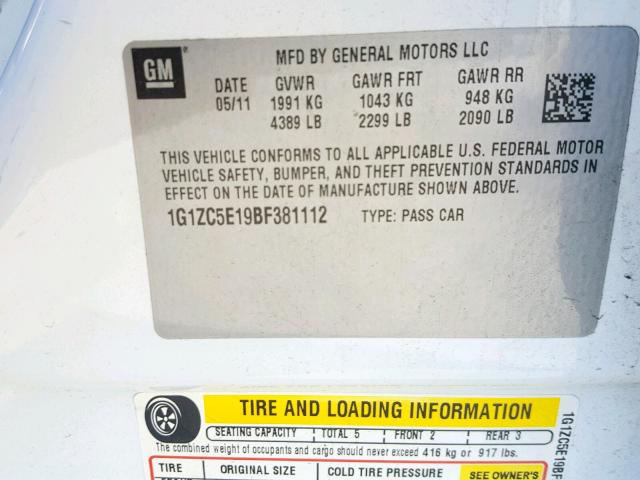 GM
MFD BY GENERAL MOTORS LLC
DATE GVWR GAWR FRT GAWR RR
05/11 1991 KG 1043 KG 948 KG
4389 LB 2299 LB 2090 LB
THIS VEHICLE CONFORMS TO ALL APPLICABLE U.S. FEDERAL MOTOR
VEHICLE SAFETY, BUMPER, AND THEFT PREVENTION STANDARDS IN
EFFECT ON THE DATE OF MANUFACTURE SHOWN ABOVE.
1G1ZC5E19BF381112 TYPE: PASS CAR
TIRE AND LOADING INFORMATION
SEATING CAPACITY TOTAL 5 FRONT 2 REAR 3
The combined weight of occupants and cargo should never exceed 416 kg or 917 lbs.
TIRE ORIGINAL SIZE COLD TIRE PRESSURE SEE OWNER'S
1G1ZC5E19BF